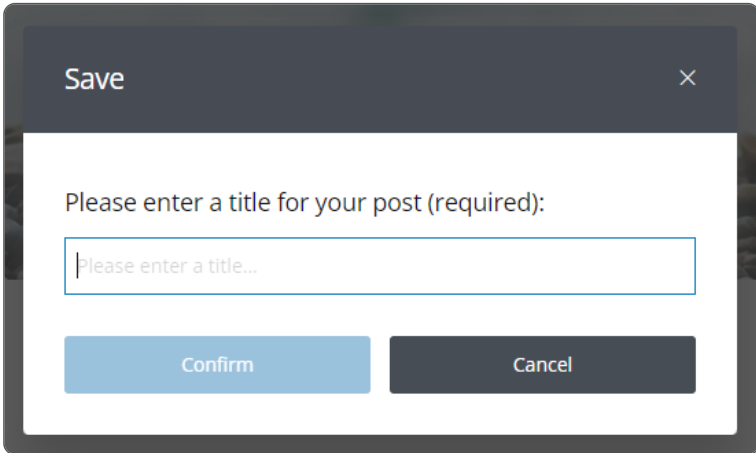 Save
Please enter a title for your post (required):
Please enter a title...
Confirm
Cancel